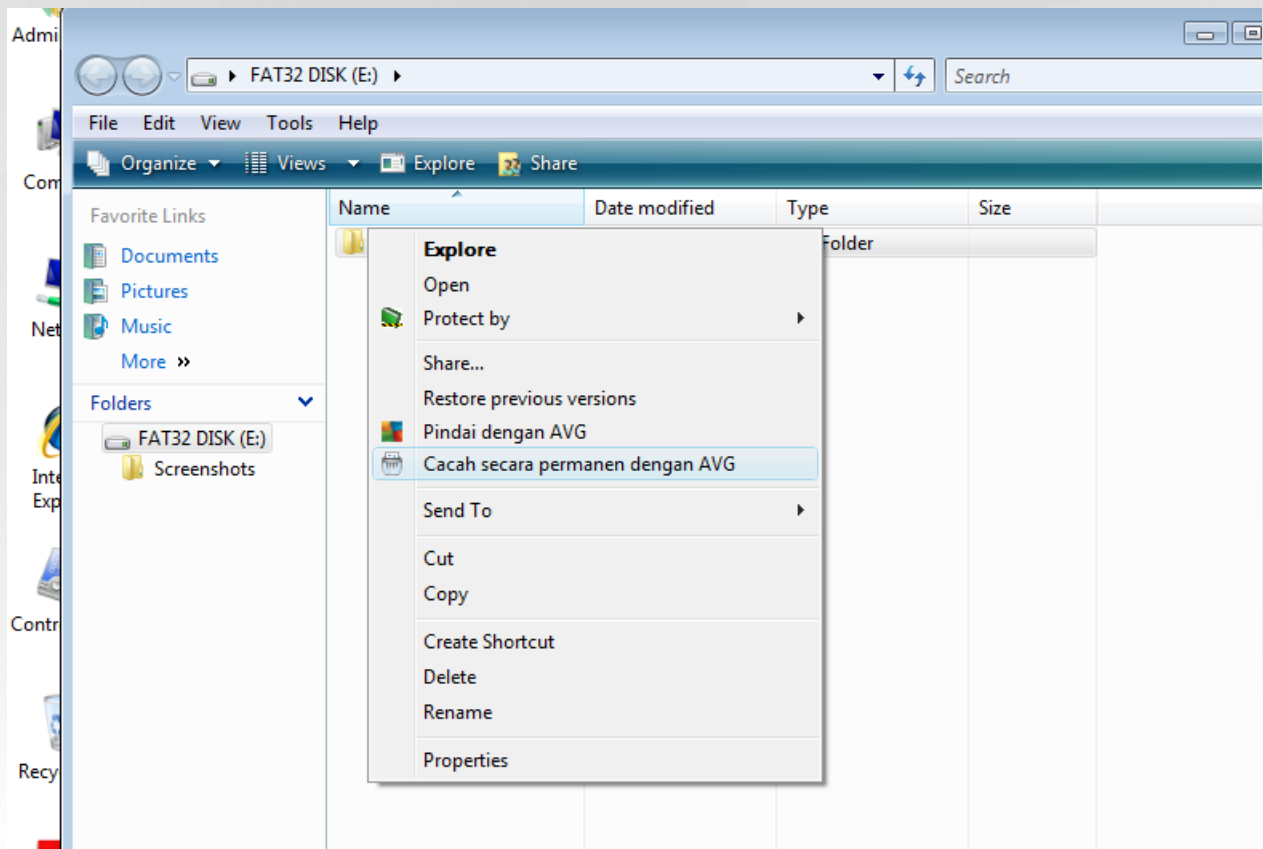 Admi
FAT32 DISK (E:)
Search
File Edit View Tools Help
Organize Views Explore Share
Com
Favorite Links
Name Date modified Type Size
Folder
Documents
Pictures
Music
More »
Net
Folders
FAT32 DISK (E:)
Screenshots
Inte
Exp
Contr
Recy
Explore
Open
Protect by
Share...
Restore previous versions
Pindai dengan AVG
Cacah secara permanen dengan AVG
Send To
Cut
Copy
Create Shortcut
Delete
Rename
Properties